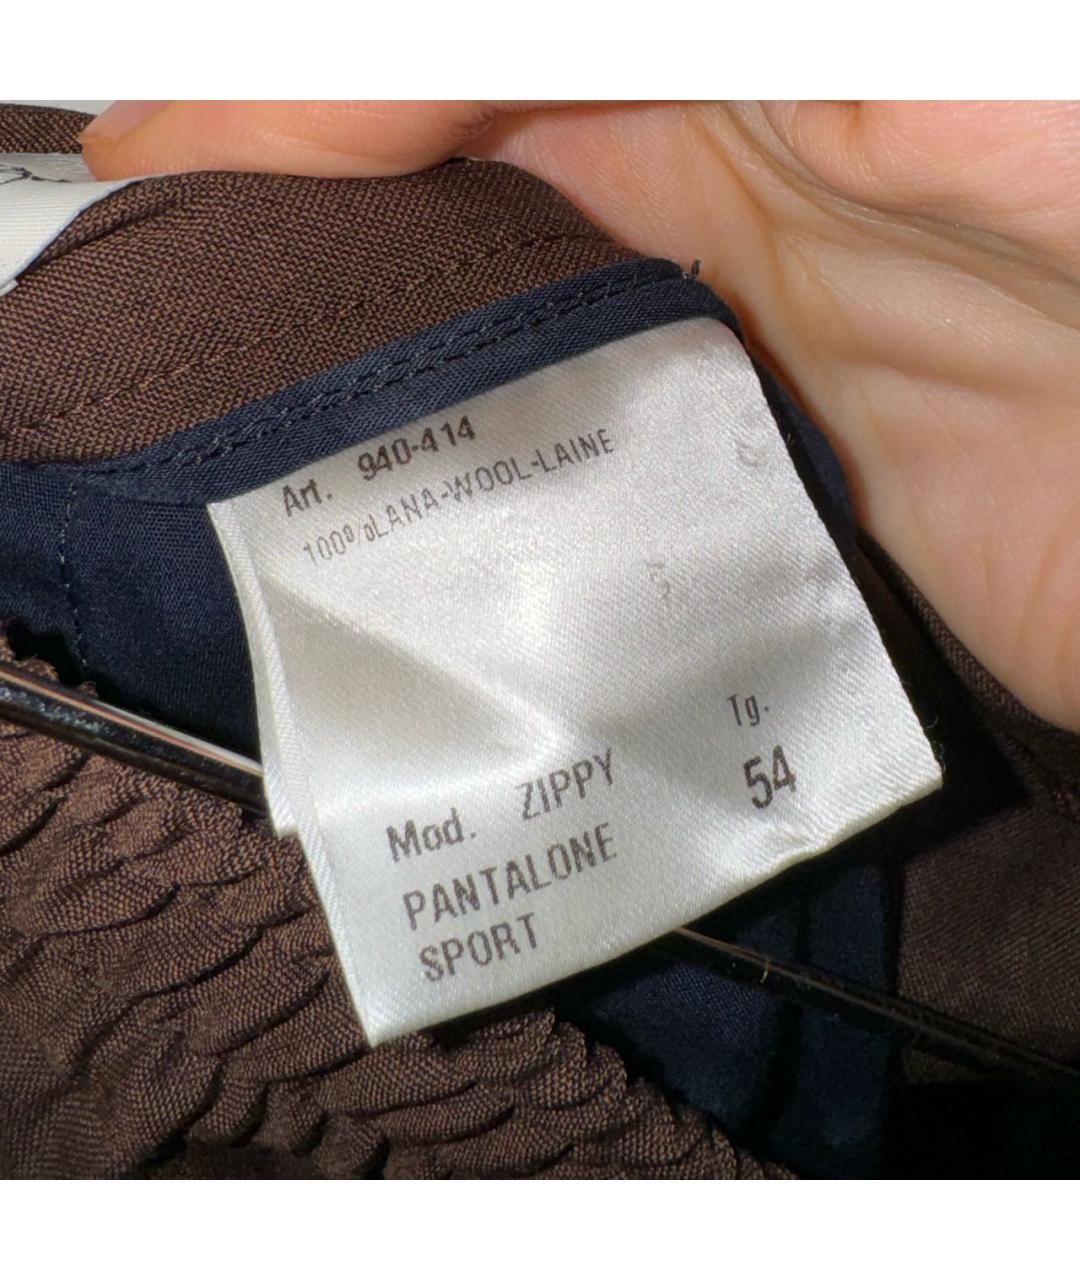 Art. 940-414
100%LANA-WOOL-LAINE
Tg.
54
Mod. ZIPPY
PANTALONE
SPORT